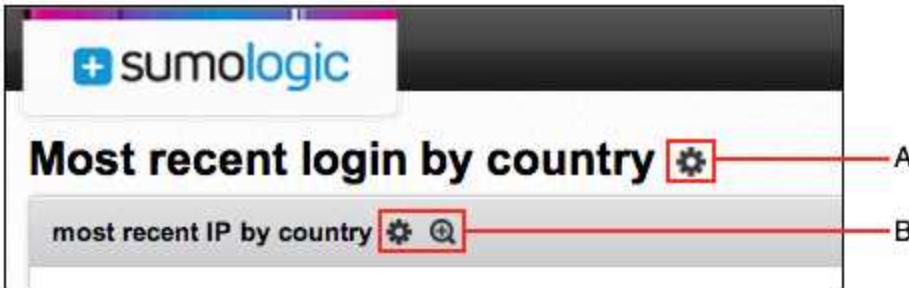 sumologic
Most recent login by country
A
most recent IP by country
B